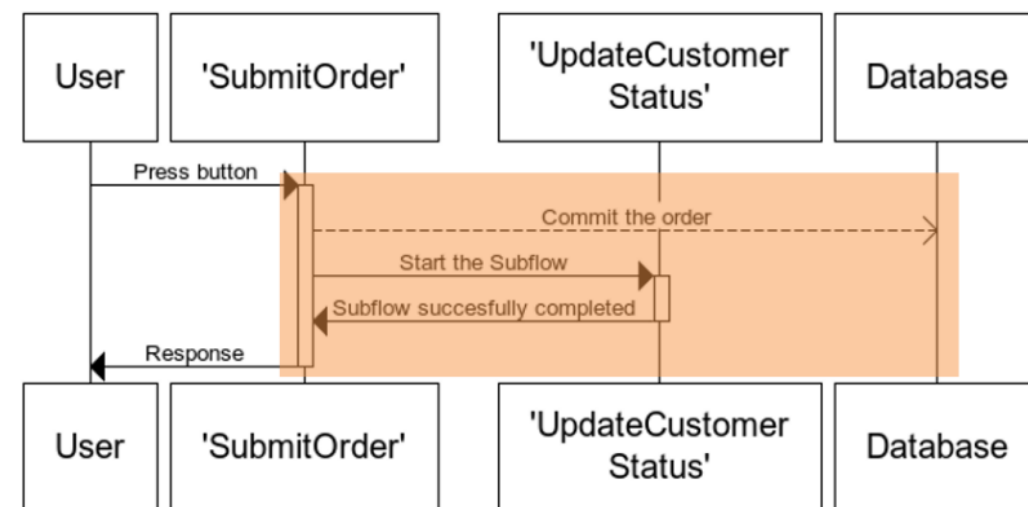 User
'SubmitOrder'
'UpdateCustomer
Status'
Database
Press button
Commit the order
Start the Subflow
Subflow succesfully completed
Response
User
'SubmitOrder'
'UpdateCustomer
Status'
Database